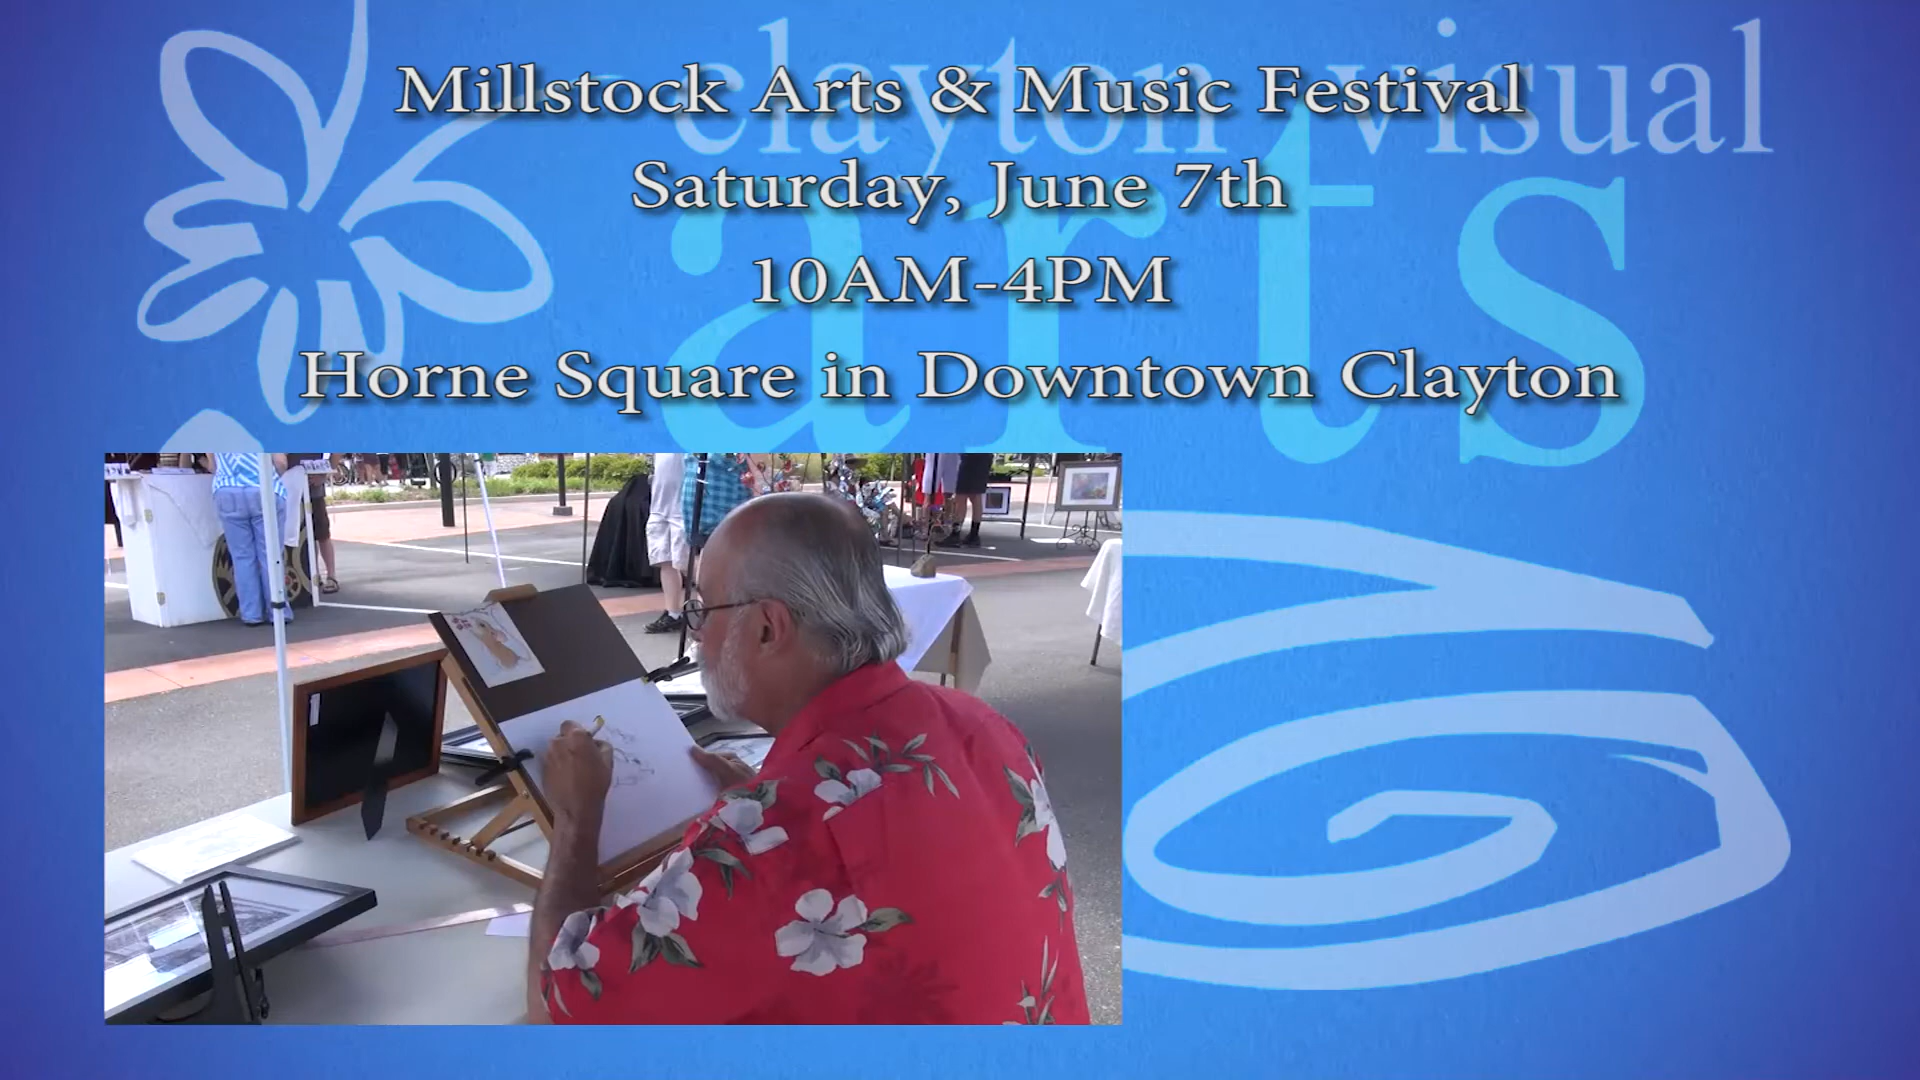 Millstock Arts & Music Festival
Saturday, June 7th
10AM-4PM
Horne Square in Downtown Clayton
clayton visual
arts